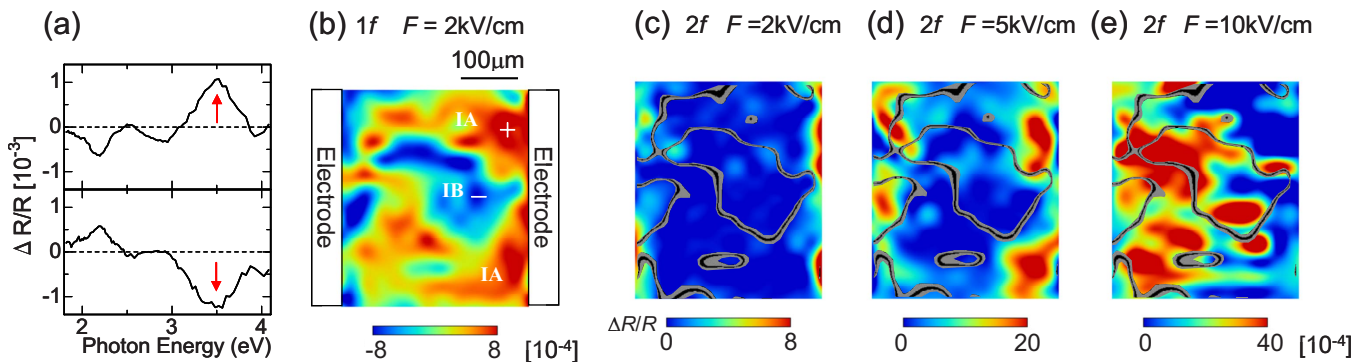 (a)
(b) 1f F = 2kV/cm
(c) 2f F =2kV/cm
(d) 2f F =5kV/cm
(e) 2f F =10kV/cm
100μm
1
0
-1
1
0
-1
Δ R/R [10⁻³]
2 3 4
Photon Energy (eV)
Electrode
IA
+
IB –
IA
Electrode
-8 8 [10⁻⁴]
ΔR/R
0 8
0 20
0 40 [10⁻⁴]